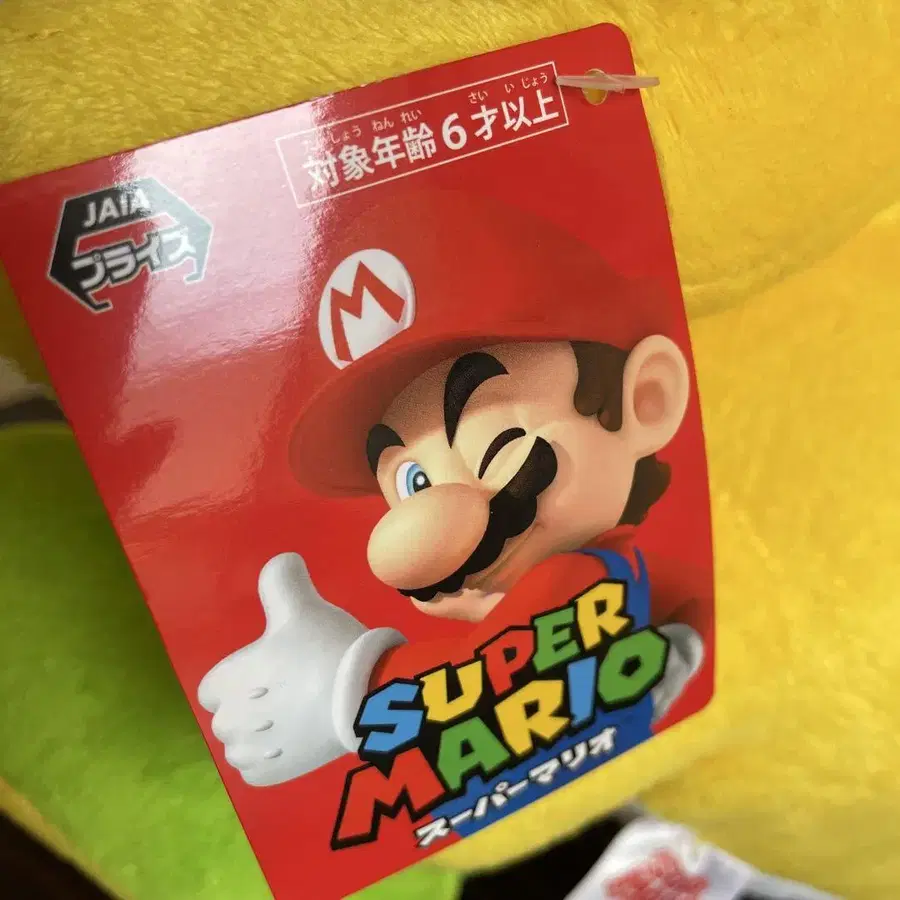 たいしょう ねん れい さい い じょう
対象年齢6才以上
JAIA
プライズ
M
SUPER
MARIO
スーパーマリオ